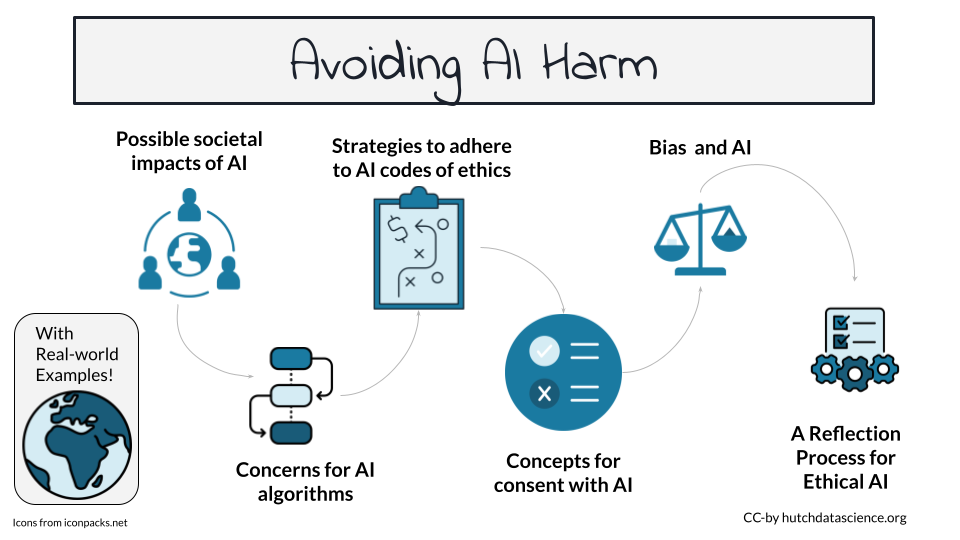 Avoiding AI Harm
Possible societal
impacts of AI
Strategies to adhere
to AI codes of ethics
Bias and AI
With
Real-world
Examples!
Concerns for AI
algorithms
Concepts for
consent with AI
A Reflection
Process for
Ethical AI
Icons from iconpacks.net
CC-by hutchdatascience.org